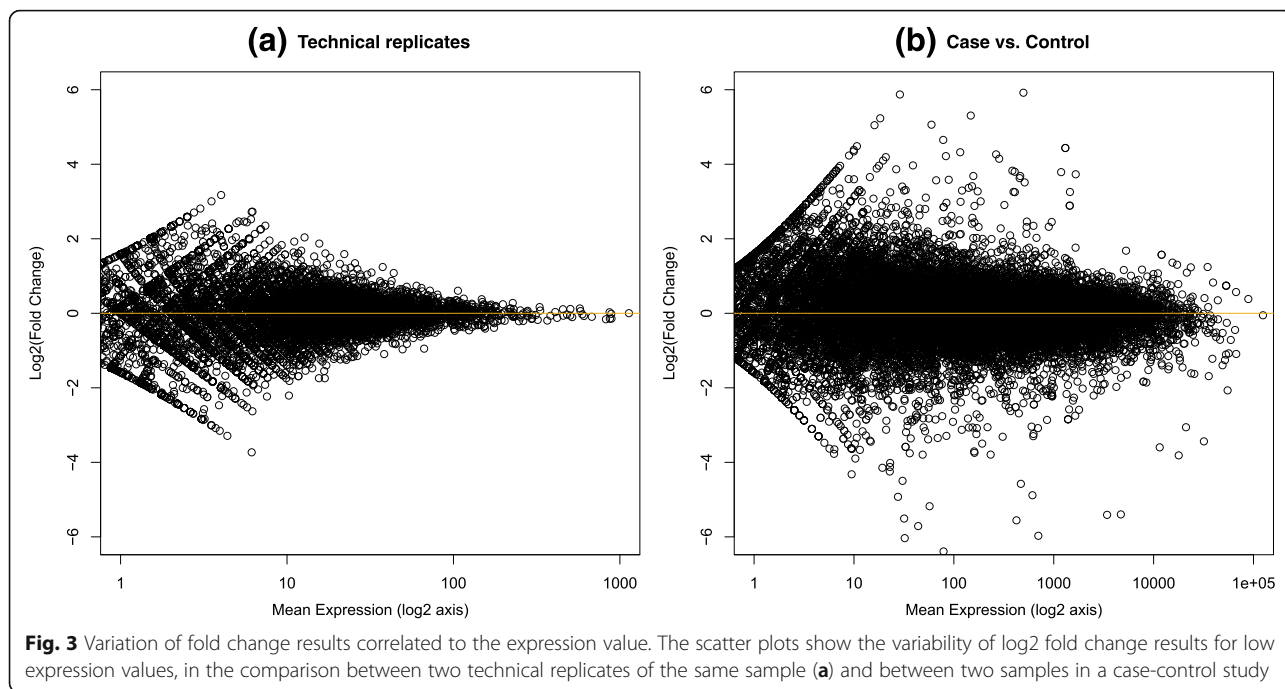 (a) Technical replicates
6
4
2
0
−2
−4
−6
Log2(Fold Change)
1 10 100 1000
Mean Expression (log2 axis)
(b) Case vs. Control
6
4
2
0
−2
−4
−6
Log2(Fold Change)
1 10 100 1000 10000 1e+05
Mean Expression (log2 axis)
Fig. 3 Variation of fold change results correlated to the expression value. The scatter plots show the variability of log2 fold change results for low
expression values, in the comparison between two technical replicates of the same sample (a) and between two samples in a case-control study